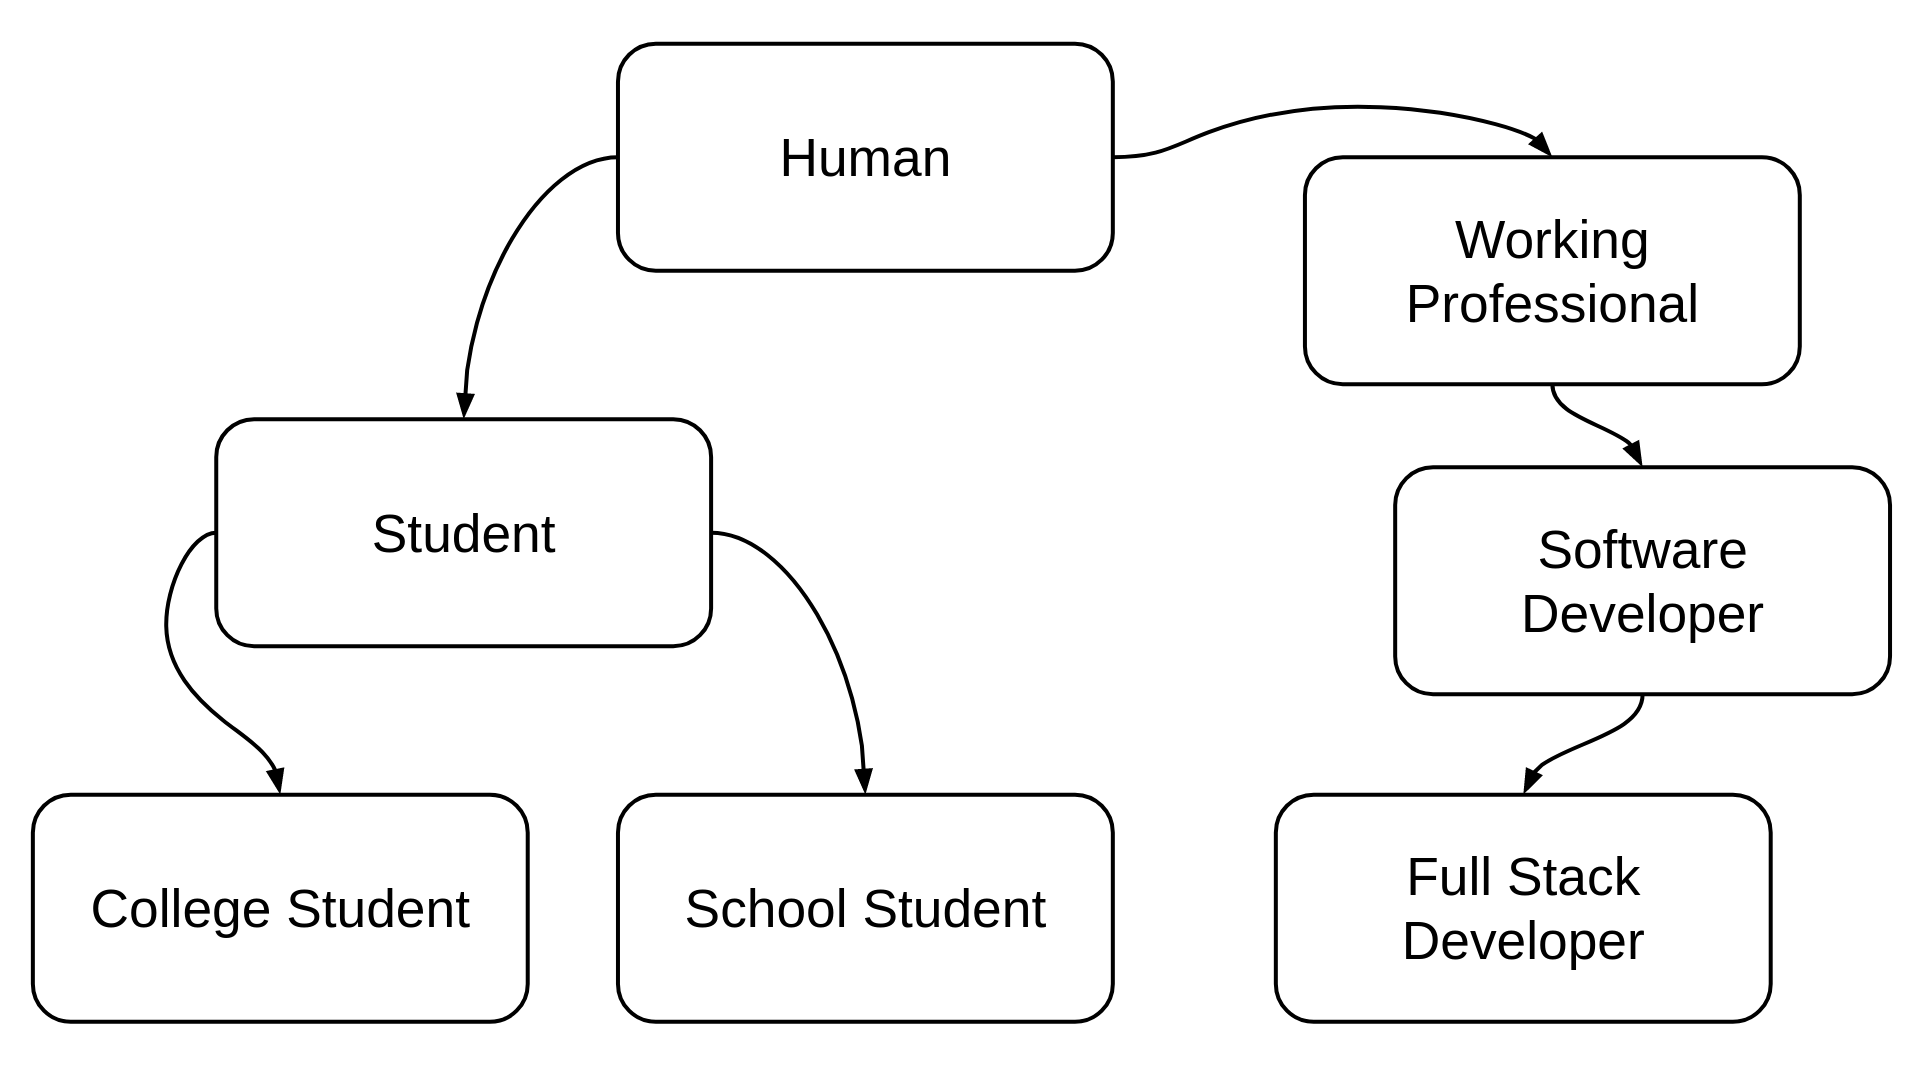 Human
Working
Professional
Student
Software
Developer
College Student
School Student
Full Stack
Developer